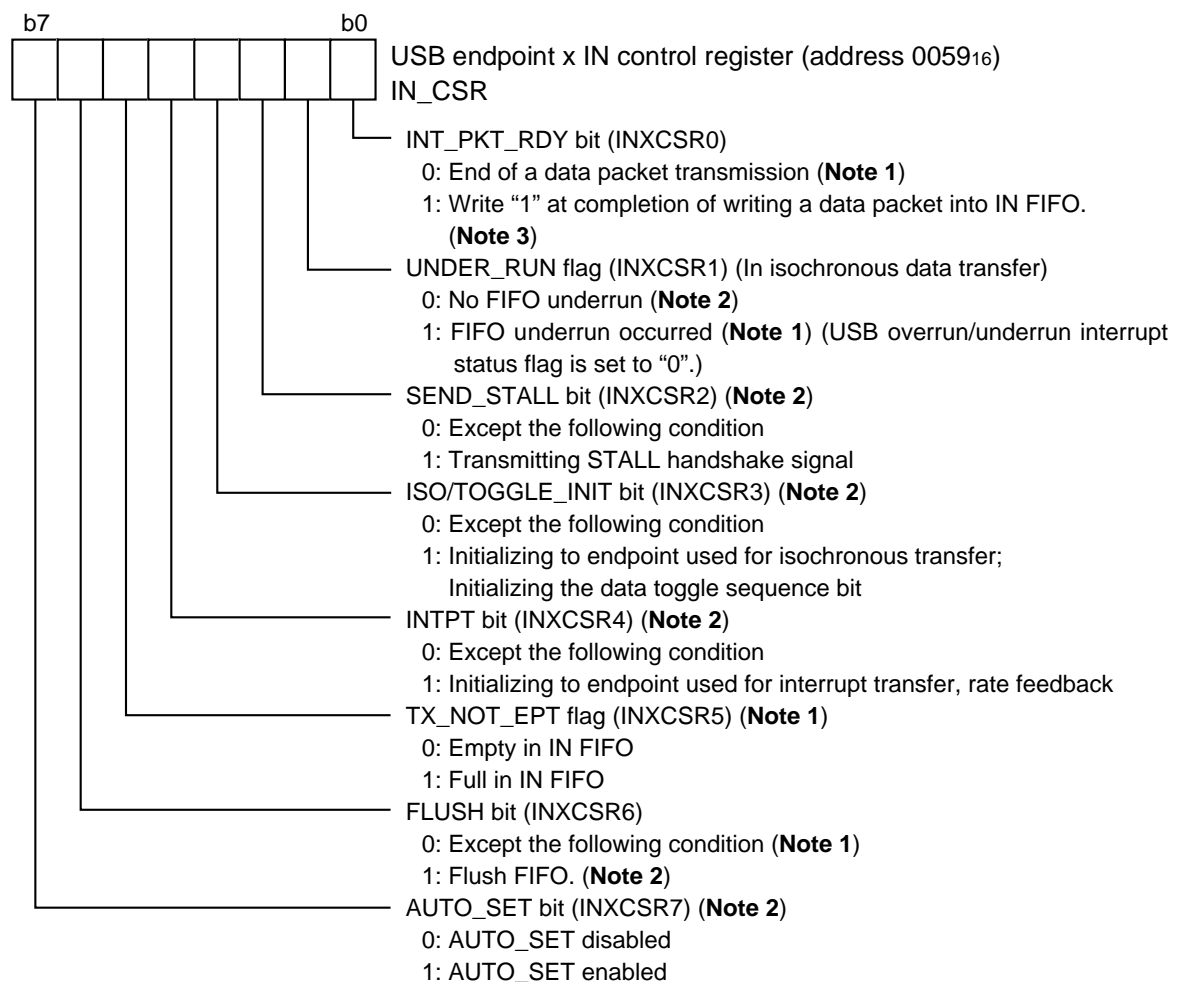 b7 b0
USB endpoint x IN control register (address 005916)
IN_CSR
INT_PKT_RDY bit (INXCSR0)
0: End of a data packet transmission (Note 1)
1: Write “1” at completion of writing a data packet into IN FIFO.
(Note 3)
UNDER_RUN flag (INXCSR1) (In isochronous data transfer)
0: No FIFO underrun (Note 2)
1: FIFO underrun occurred (Note 1) (USB overrun/underrun interrupt
status flag is set to “0”.)
SEND_STALL bit (INXCSR2) (Note 2)
0: Except the following condition
1: Transmitting STALL handshake signal
ISO/TOGGLE_INIT bit (INXCSR3) (Note 2)
0: Except the following condition
1: Initializing to endpoint used for isochronous transfer;
Initializing the data toggle sequence bit
INTPT bit (INXCSR4) (Note 2)
0: Except the following condition
1: Initializing to endpoint used for interrupt transfer, rate feedback
TX_NOT_EPT flag (INXCSR5) (Note 1)
0: Empty in IN FIFO
1: Full in IN FIFO
FLUSH bit (INXCSR6)
0: Except the following condition (Note 1)
1: Flush FIFO. (Note 2)
AUTO_SET bit (INXCSR7) (Note 2)
0: AUTO_SET disabled
1: AUTO_SET enabled